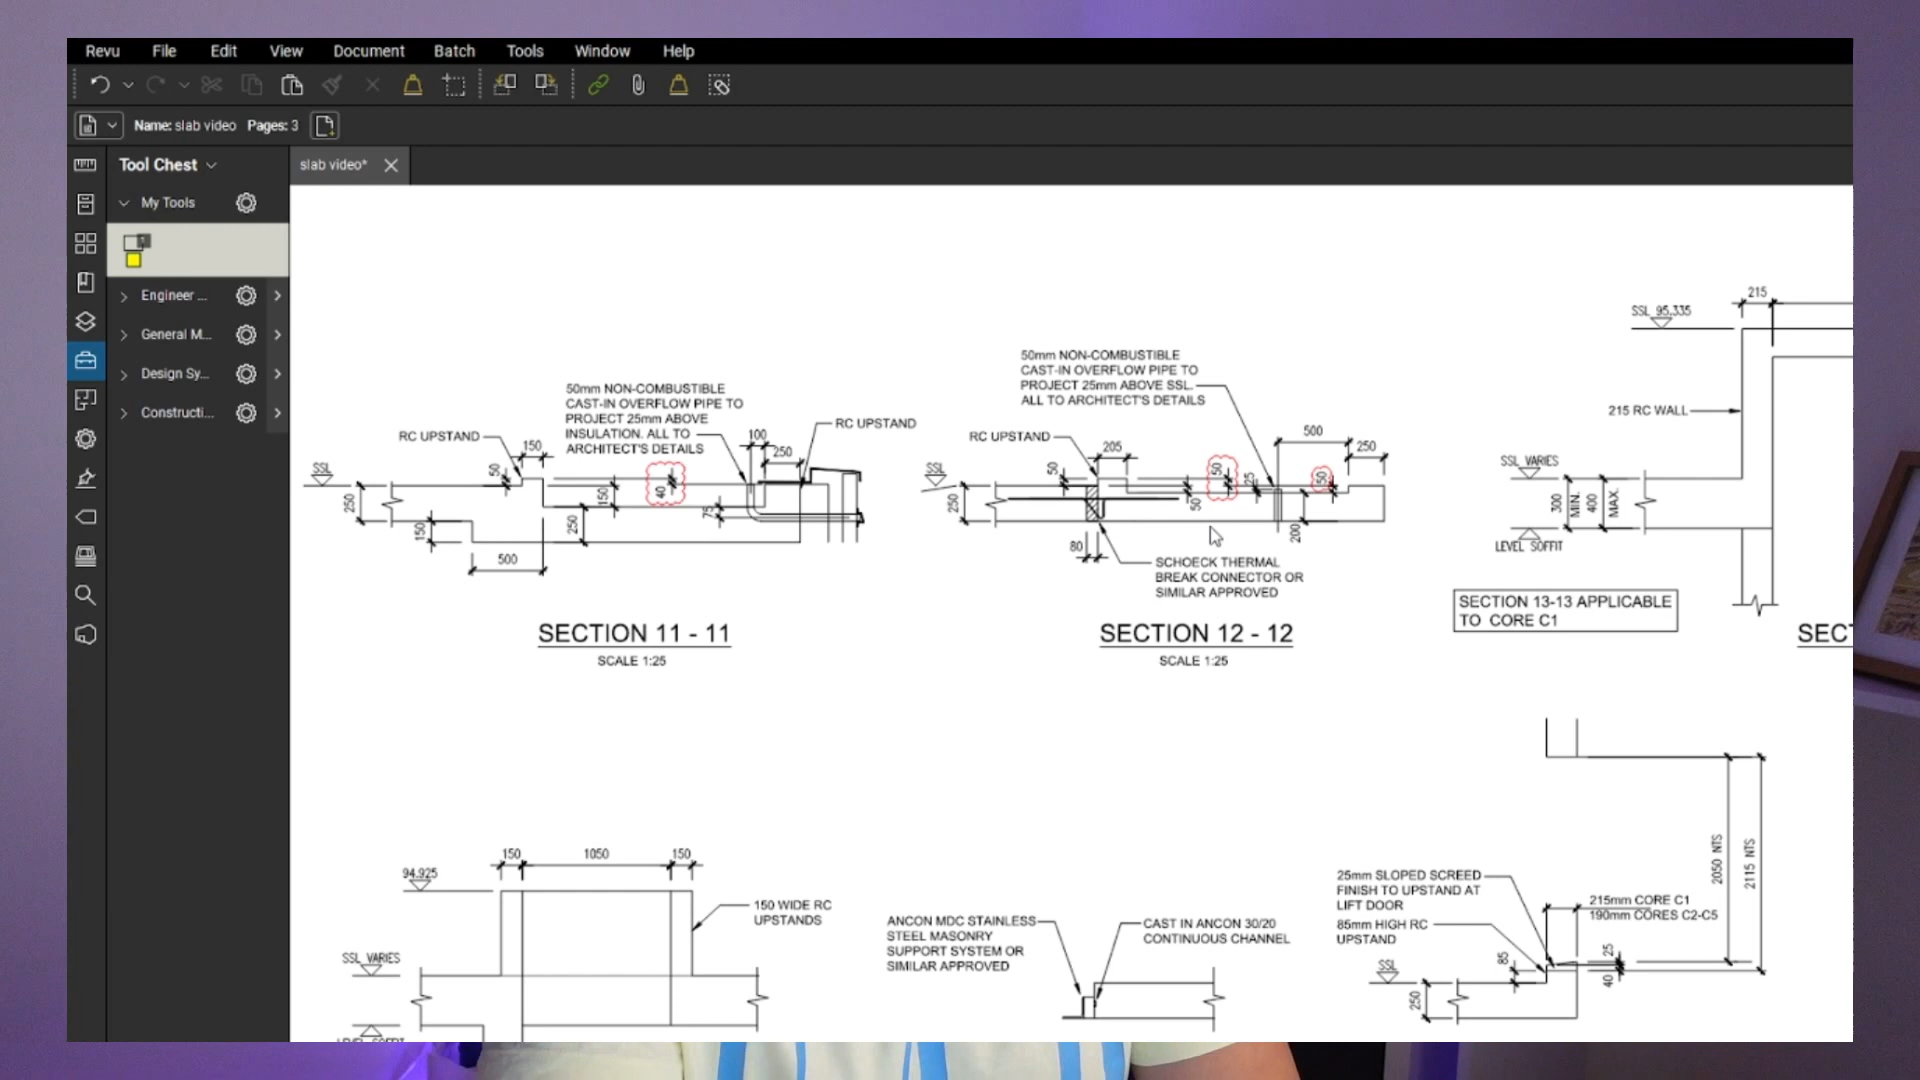 Revu File Edit View Document Batch Tools Window Help
Name: slab video Pages: 3
Tool Chest
slab video*
My Tools
Engineer ...
General M...
Design Sy...
Constructi...
50mm NON-COMBUSTIBLE
CAST-IN OVERFLOW PIPE TO
PROJECT 25mm ABOVE
INSULATION. ALL TO
ARCHITECT'S DETAILS
RC UPSTAND
RC UPSTAND
SSL
150
100
250
50
250
150
150
250
40
75
500
SECTION 11 - 11
SCALE 1:25
50mm NON-COMBUSTIBLE
CAST-IN OVERFLOW PIPE TO
PROJECT 25mm ABOVE SSL.
ALL TO ARCHITECT'S DETAILS
RC UPSTAND
SSL
205
500
250
50
250
50
50
25
50
200
80
SCHOECK THERMAL
BREAK CONNECTOR OR
SIMILAR APPROVED
SECTION 12 - 12
SCALE 1:25
215
SSL 95.335
215 RC WALL
SSL VARIES
300
MIN.
400
MAX.
LEVEL SOFFIT
SECTION 13-13 APPLICABLE
TO CORE C1
SECT
150
1050
150
94.925
150 WIDE RC
UPSTANDS
SSL VARIES
LEVEL SOFFIT
ANCON MDC STAINLESS
STEEL MASONRY
SUPPORT SYSTEM OR
SIMILAR APPROVED
CAST IN ANCON 30/20
CONTINUOUS CHANNEL
25mm SLOPED SCREED
FINISH TO UPSTAND AT
LIFT DOOR
85mm HIGH RC
UPSTAND
215mm CORE C1
190mm CORES C2-C5
2050 NTS
2115 NTS
SSL
85
25
40
250